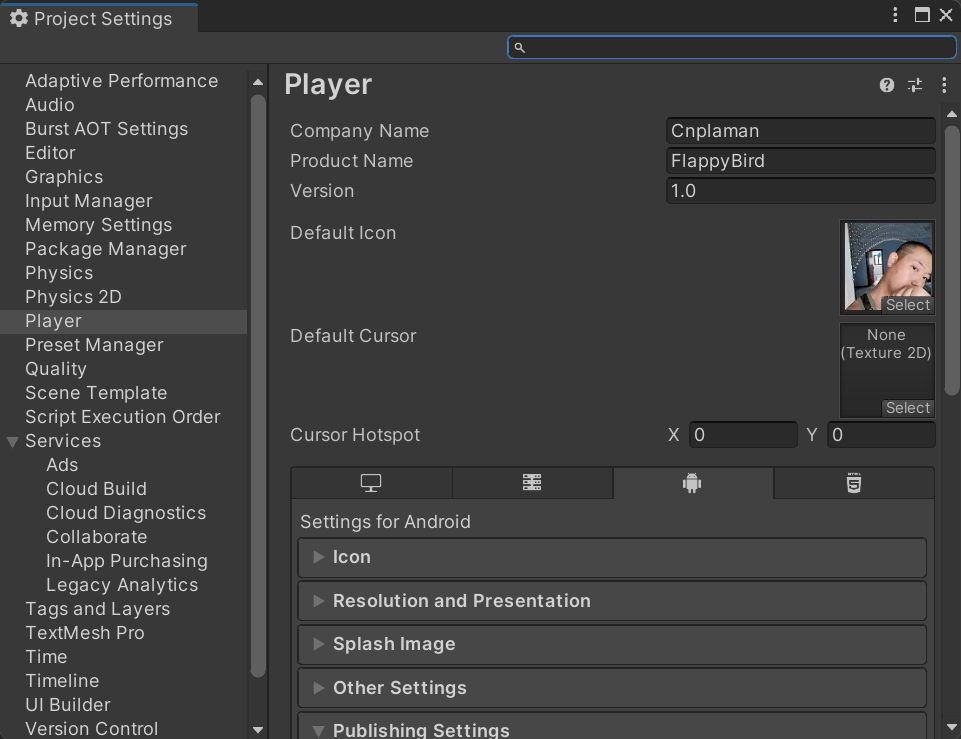 Project Settings
Adaptive Performance
Audio
Burst AOT Settings
Editor
Graphics
Input Manager
Memory Settings
Package Manager
Physics
Physics 2D
Player
Preset Manager
Quality
Scene Template
Script Execution Order
Services
Ads
Cloud Build
Cloud Diagnostics
Collaborate
In-App Purchasing
Legacy Analytics
Tags and Layers
TextMesh Pro
Time
Timeline
UI Builder
Version Control
Player
Company Name Cnplaman
Product Name FlappyBird
Version 1.0
Default Icon
Select
Default Cursor
None
(Texture 2D)
Select
Cursor Hotspot X 0 Y 0
HTML
5
Settings for Android
Icon
Resolution and Presentation
Splash Image
Other Settings
Publishing Settings